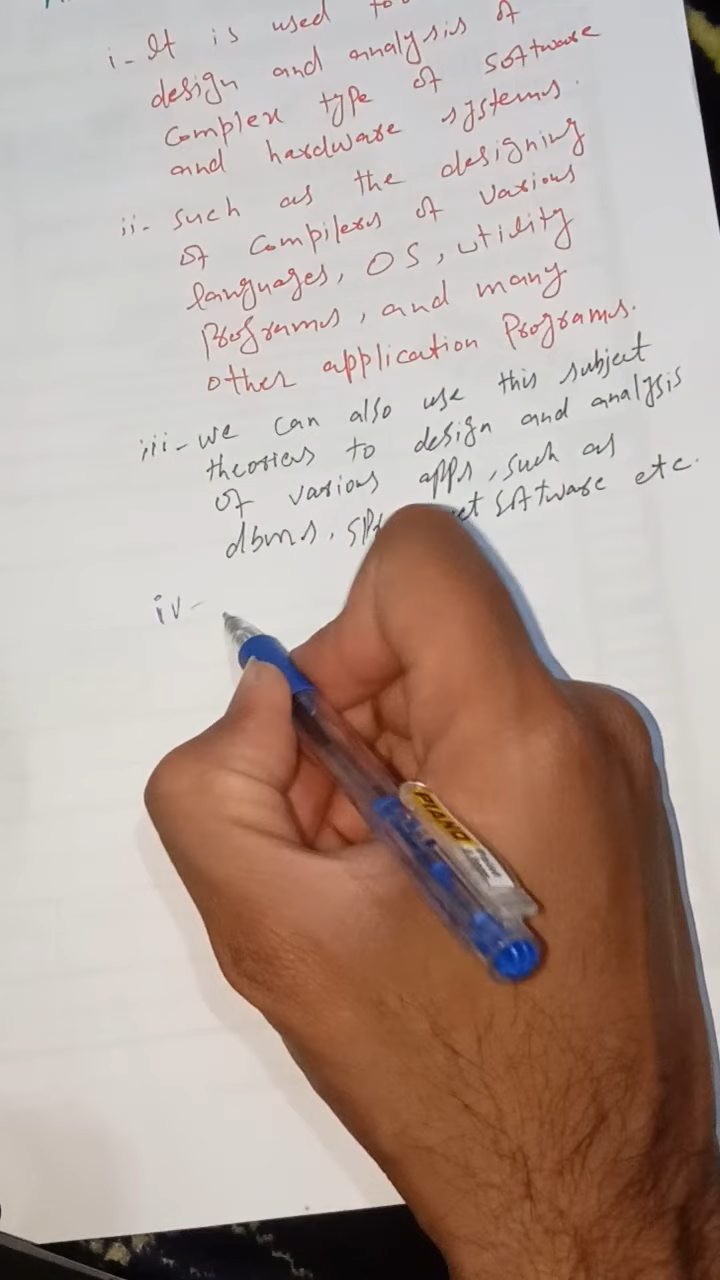 i- It is used
design and analysis of
complex type of software
and hardware systems.
ii- such as the designing
of compilers of various
languages, OS, utility
Programs, and many
other application Programs.
iii- we can also use this subject
theories to design and analysis
of various apps, such as
dbms, software etc.
iv-
PIANO